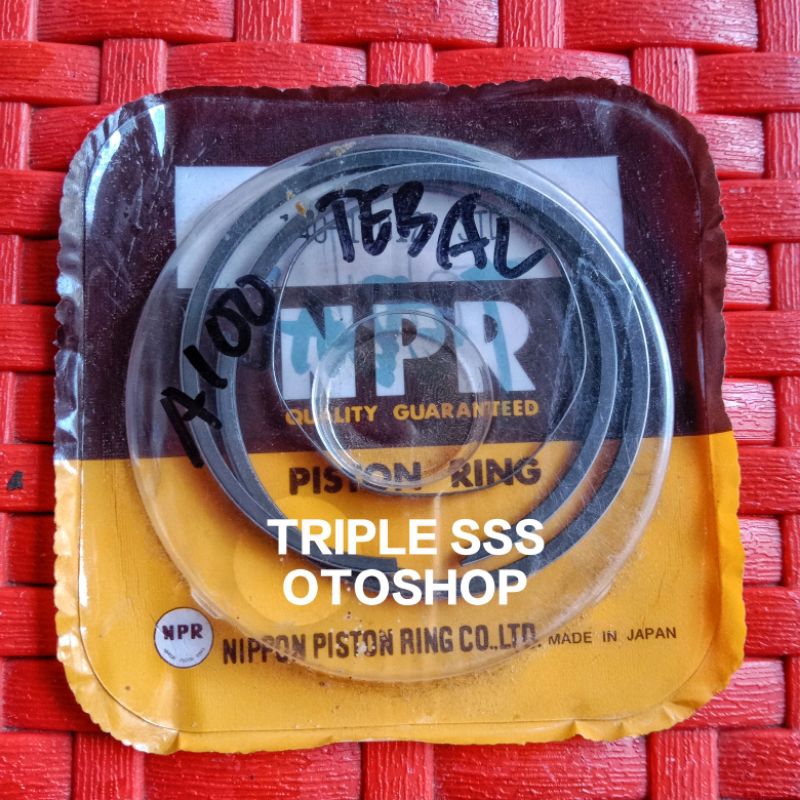 TEBAL
A100
NPR
QUALITY GUARANTEED
PISTON RING
TRIPLE SSS
OTOSHOP
NPR
NIPPON PISTON RING CO.,LTD. MADE IN JAPAN